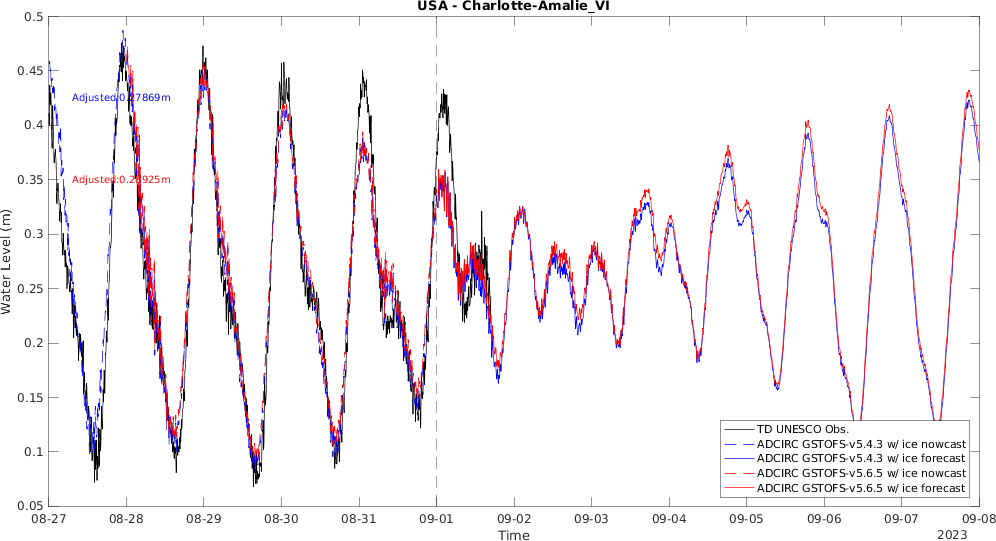 USA - Charlotte-Amalie_VI
0.5
0.45
0.4
0.35
0.3
0.25
0.2
0.15
0.1
0.05
Water Level (m)
Adjusted:0.27869m
Adjusted:0.28925m
TD UNESCO Obs.
ADCIRC GSTOFS-v5.4.3 w/ ice nowcast
ADCIRC GSTOFS-v5.4.3 w/ ice forecast
ADCIRC GSTOFS-v5.6.5 w/ ice nowcast
ADCIRC GSTOFS-v5.6.5 w/ ice forecast
08-27 08-28 08-29 08-30 08-31 09-01 09-02 09-03 09-04 09-05 09-06 09-07 09-08
Time
2023